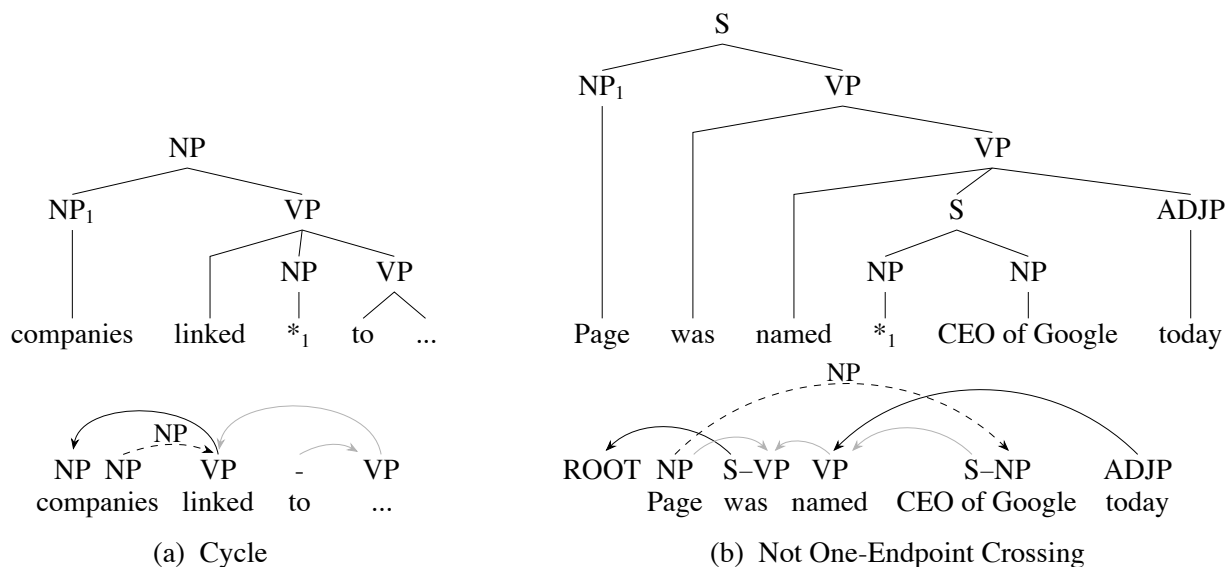 S
NP₁ VP
NP VP
NP₁ VP S ADJP
NP VP NP NP
companies linked *₁ to ... Page was named *₁ CEO of Google today
NP
NP
NP NP VP - VP ROOT NP S–VP VP S–NP ADJP
companies linked to ... Page was named CEO of Google today
(a) Cycle (b) Not One-Endpoint Crossing